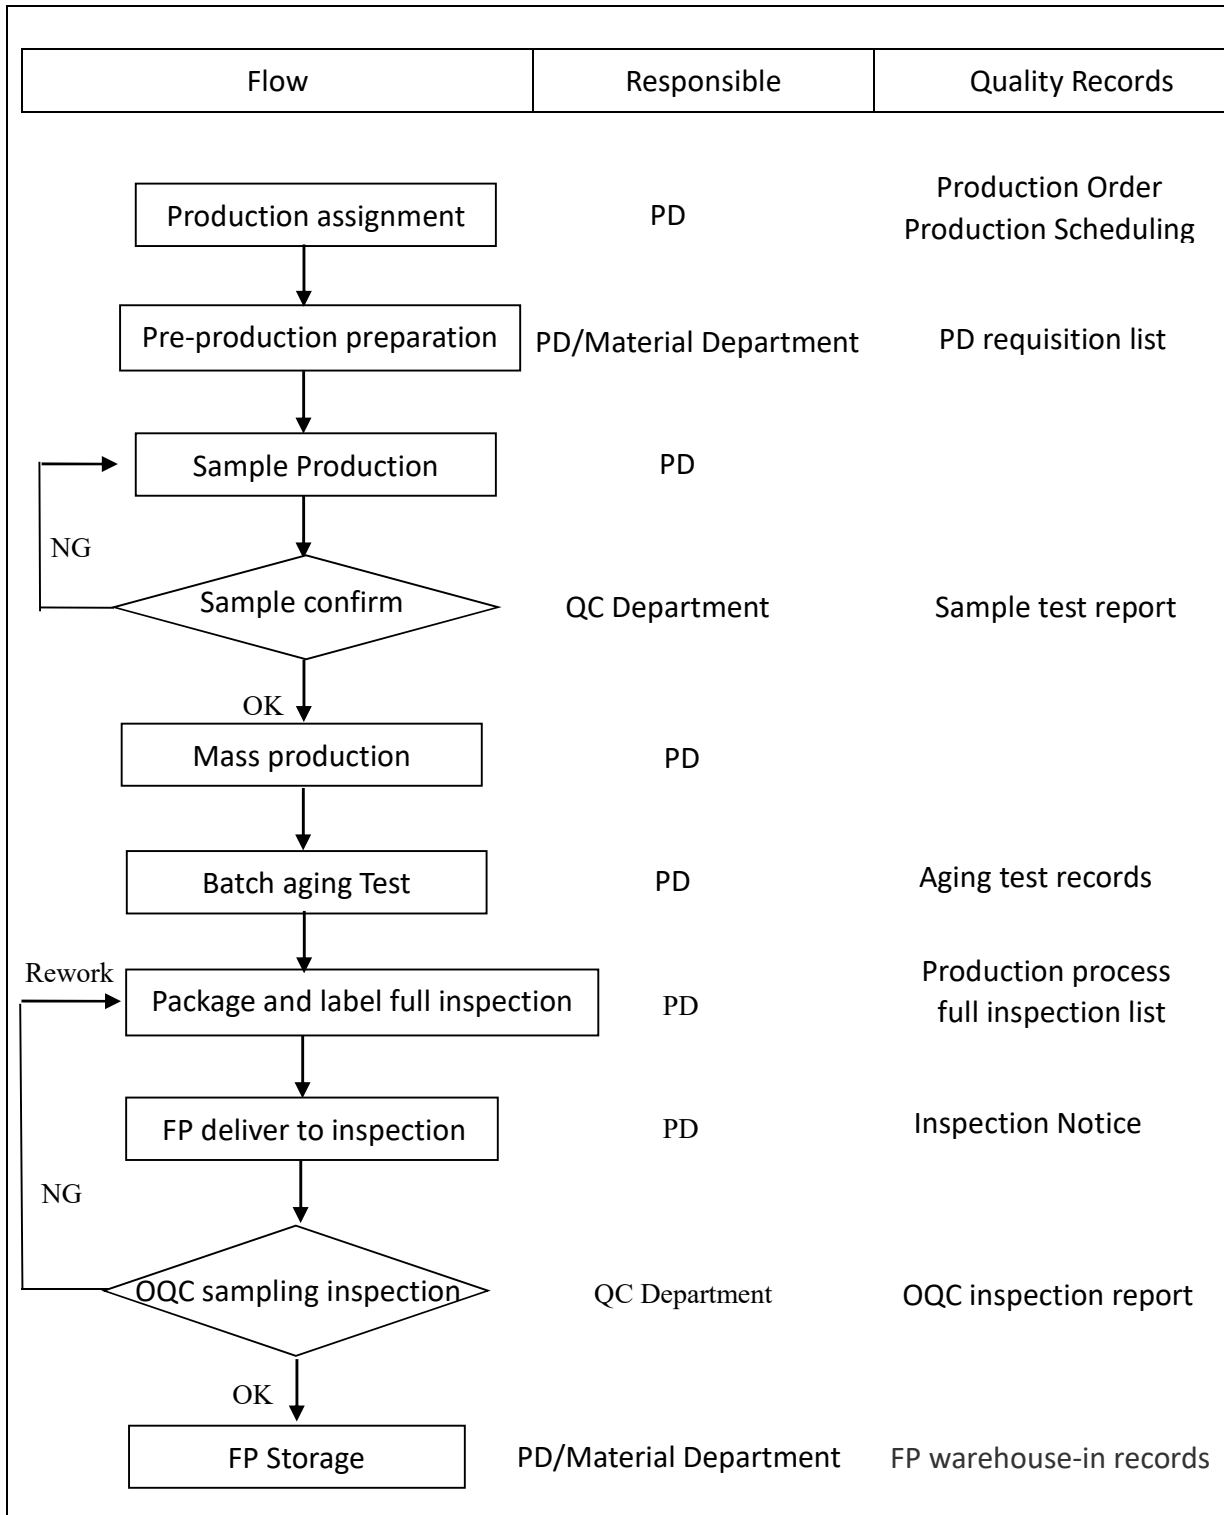 Flow Responsible Quality Records
Production assignment PD Production Order
Production Scheduling
Pre-production preparation PD/Material Department PD requisition list
Sample Production PD
NG
Sample confirm QC Department Sample test report
OK
Mass production PD
Batch aging Test PD Aging test records
Rework
Package and label full inspection PD Production process
full inspection list
FP deliver to inspection PD Inspection Notice
NG
OQC sampling inspection QC Department OQC inspection report
OK
FP Storage PD/Material Department FP warehouse-in records